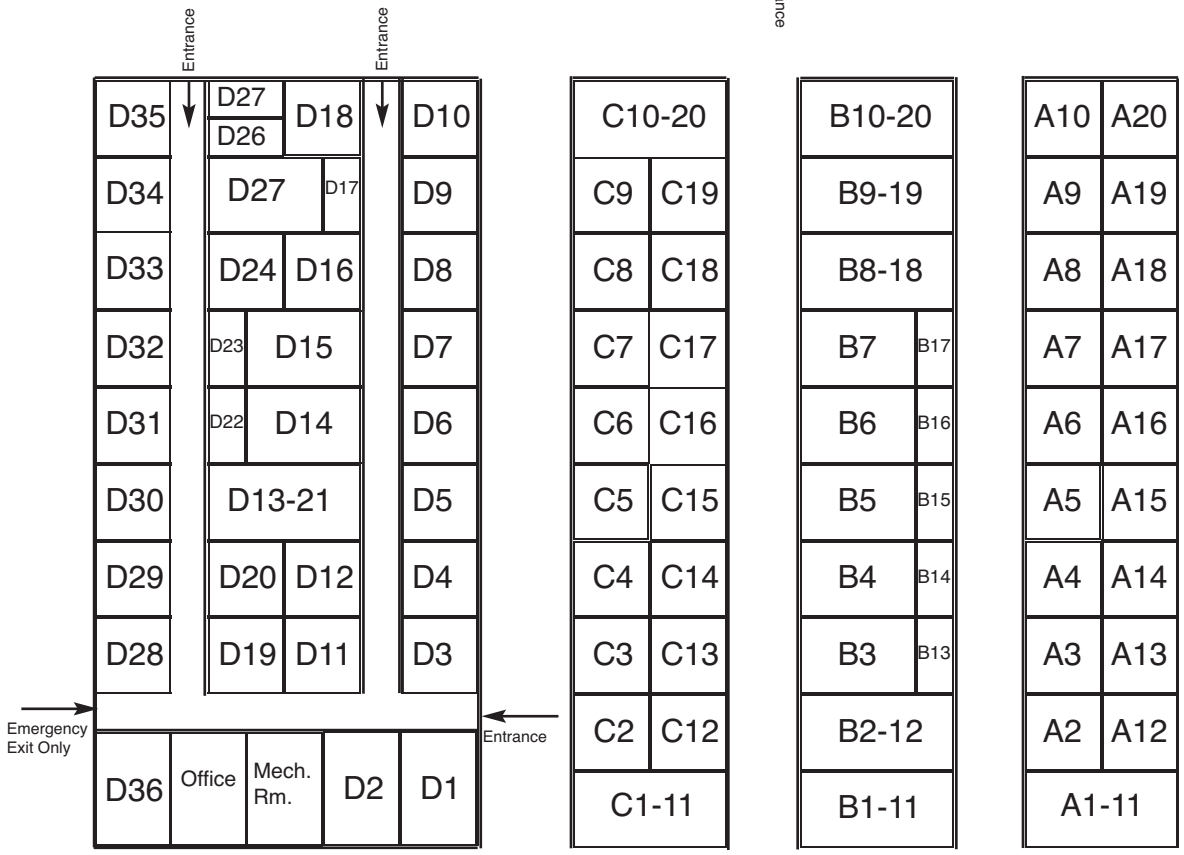 Entrance
Entrance
D35
D27
D26
D18
D10
C10-20
B10-20
A10
A20
D34
D27
D17
D9
C9
C19
B9-19
A9
A19
D33
D24
D16
D8
C8
C18
B8-18
A8
A18
D32
D23
D15
D7
C7
C17
B7
B17
A7
A17
D31
D22
D14
D6
C6
C16
B6
B16
A6
A16
D30
D13-21
D5
C5
C15
B5
B15
A5
A15
D29
D20
D12
D4
C4
C14
B4
B14
A4
A14
D28
D19
D11
D3
C3
C13
B3
B13
A3
A13
Emergency
Exit Only
Entrance
C2
C12
B2-12
A2
A12
D36
Office
Mech.
Rm.
D2
D1
C1-11
B1-11
A1-11